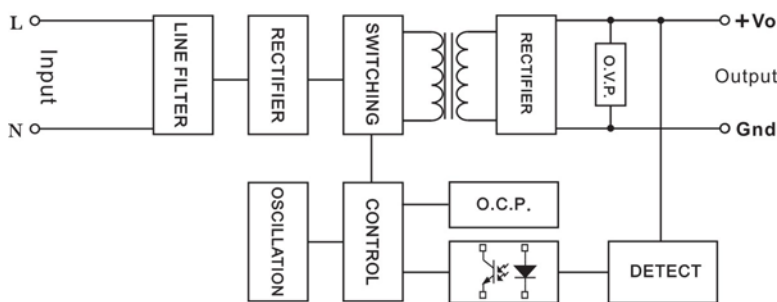 L
Input
N
LINE FILTER
RECTIFIER
SWITCHING
RECTIFIER
O.V.P.
+Vo
Output
Gnd
OSCILLATION
CONTROL
O.C.P.
DETECT